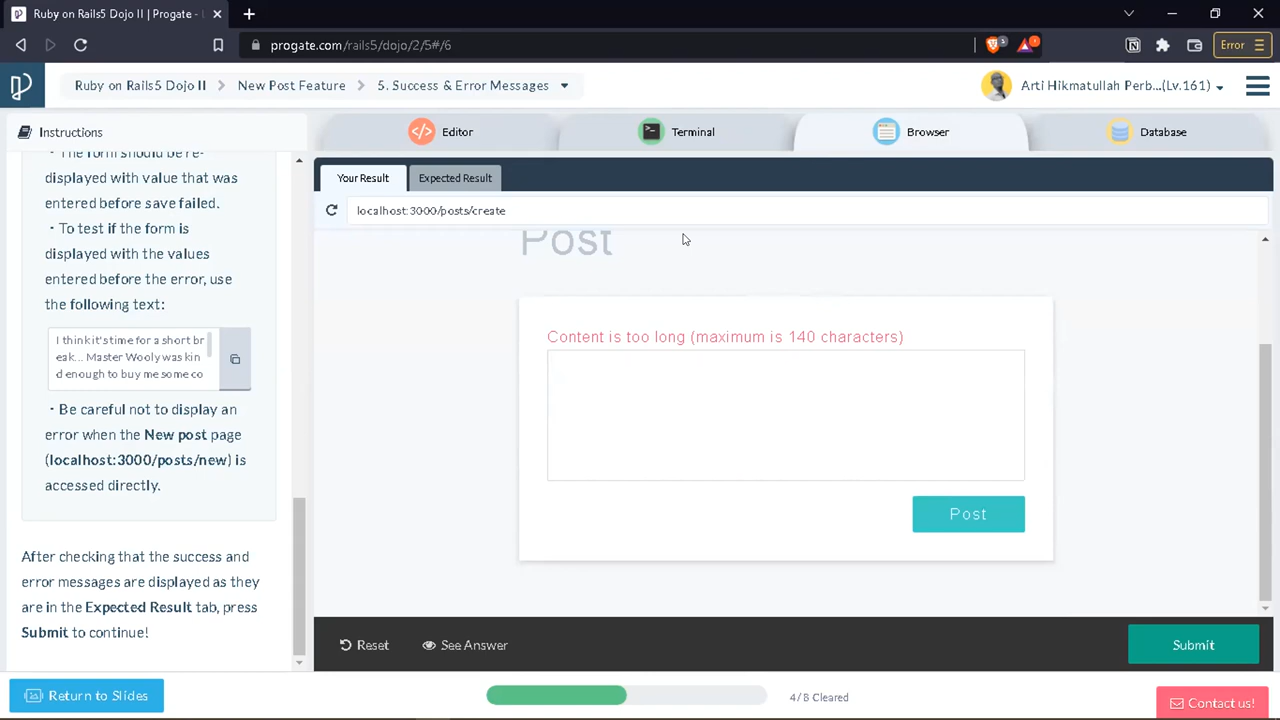 Ruby on Rails5 Dojo II | Progate -
progate.com/rails5/dojo/2/5#/6
Error
Ruby on Rails5 Dojo II
New Post Feature
5. Success & Error Messages
Arti Hikmatullah Perb...(Lv.161)
Instructions
Editor
Terminal
Browser
Database
· The form should be re-
displayed with value that was
entered before save failed.
· To test if the form is
displayed with the values
entered before the error, use
the following text:
I think it's time for a short br
eak... Master Wooly was kin
d enough to buy me some co
· Be careful not to display an
error when the New post page
(localhost:3000/posts/new) is
accessed directly.
After checking that the success and
error messages are displayed as they
are in the Expected Result tab, press
Submit to continue!
Your Result
Expected Result
localhost:3000/posts/create
Post
Content is too long (maximum is 140 characters)
Post
Reset
See Answer
Submit
Return to Slides
4/8 Cleared
Contact us!